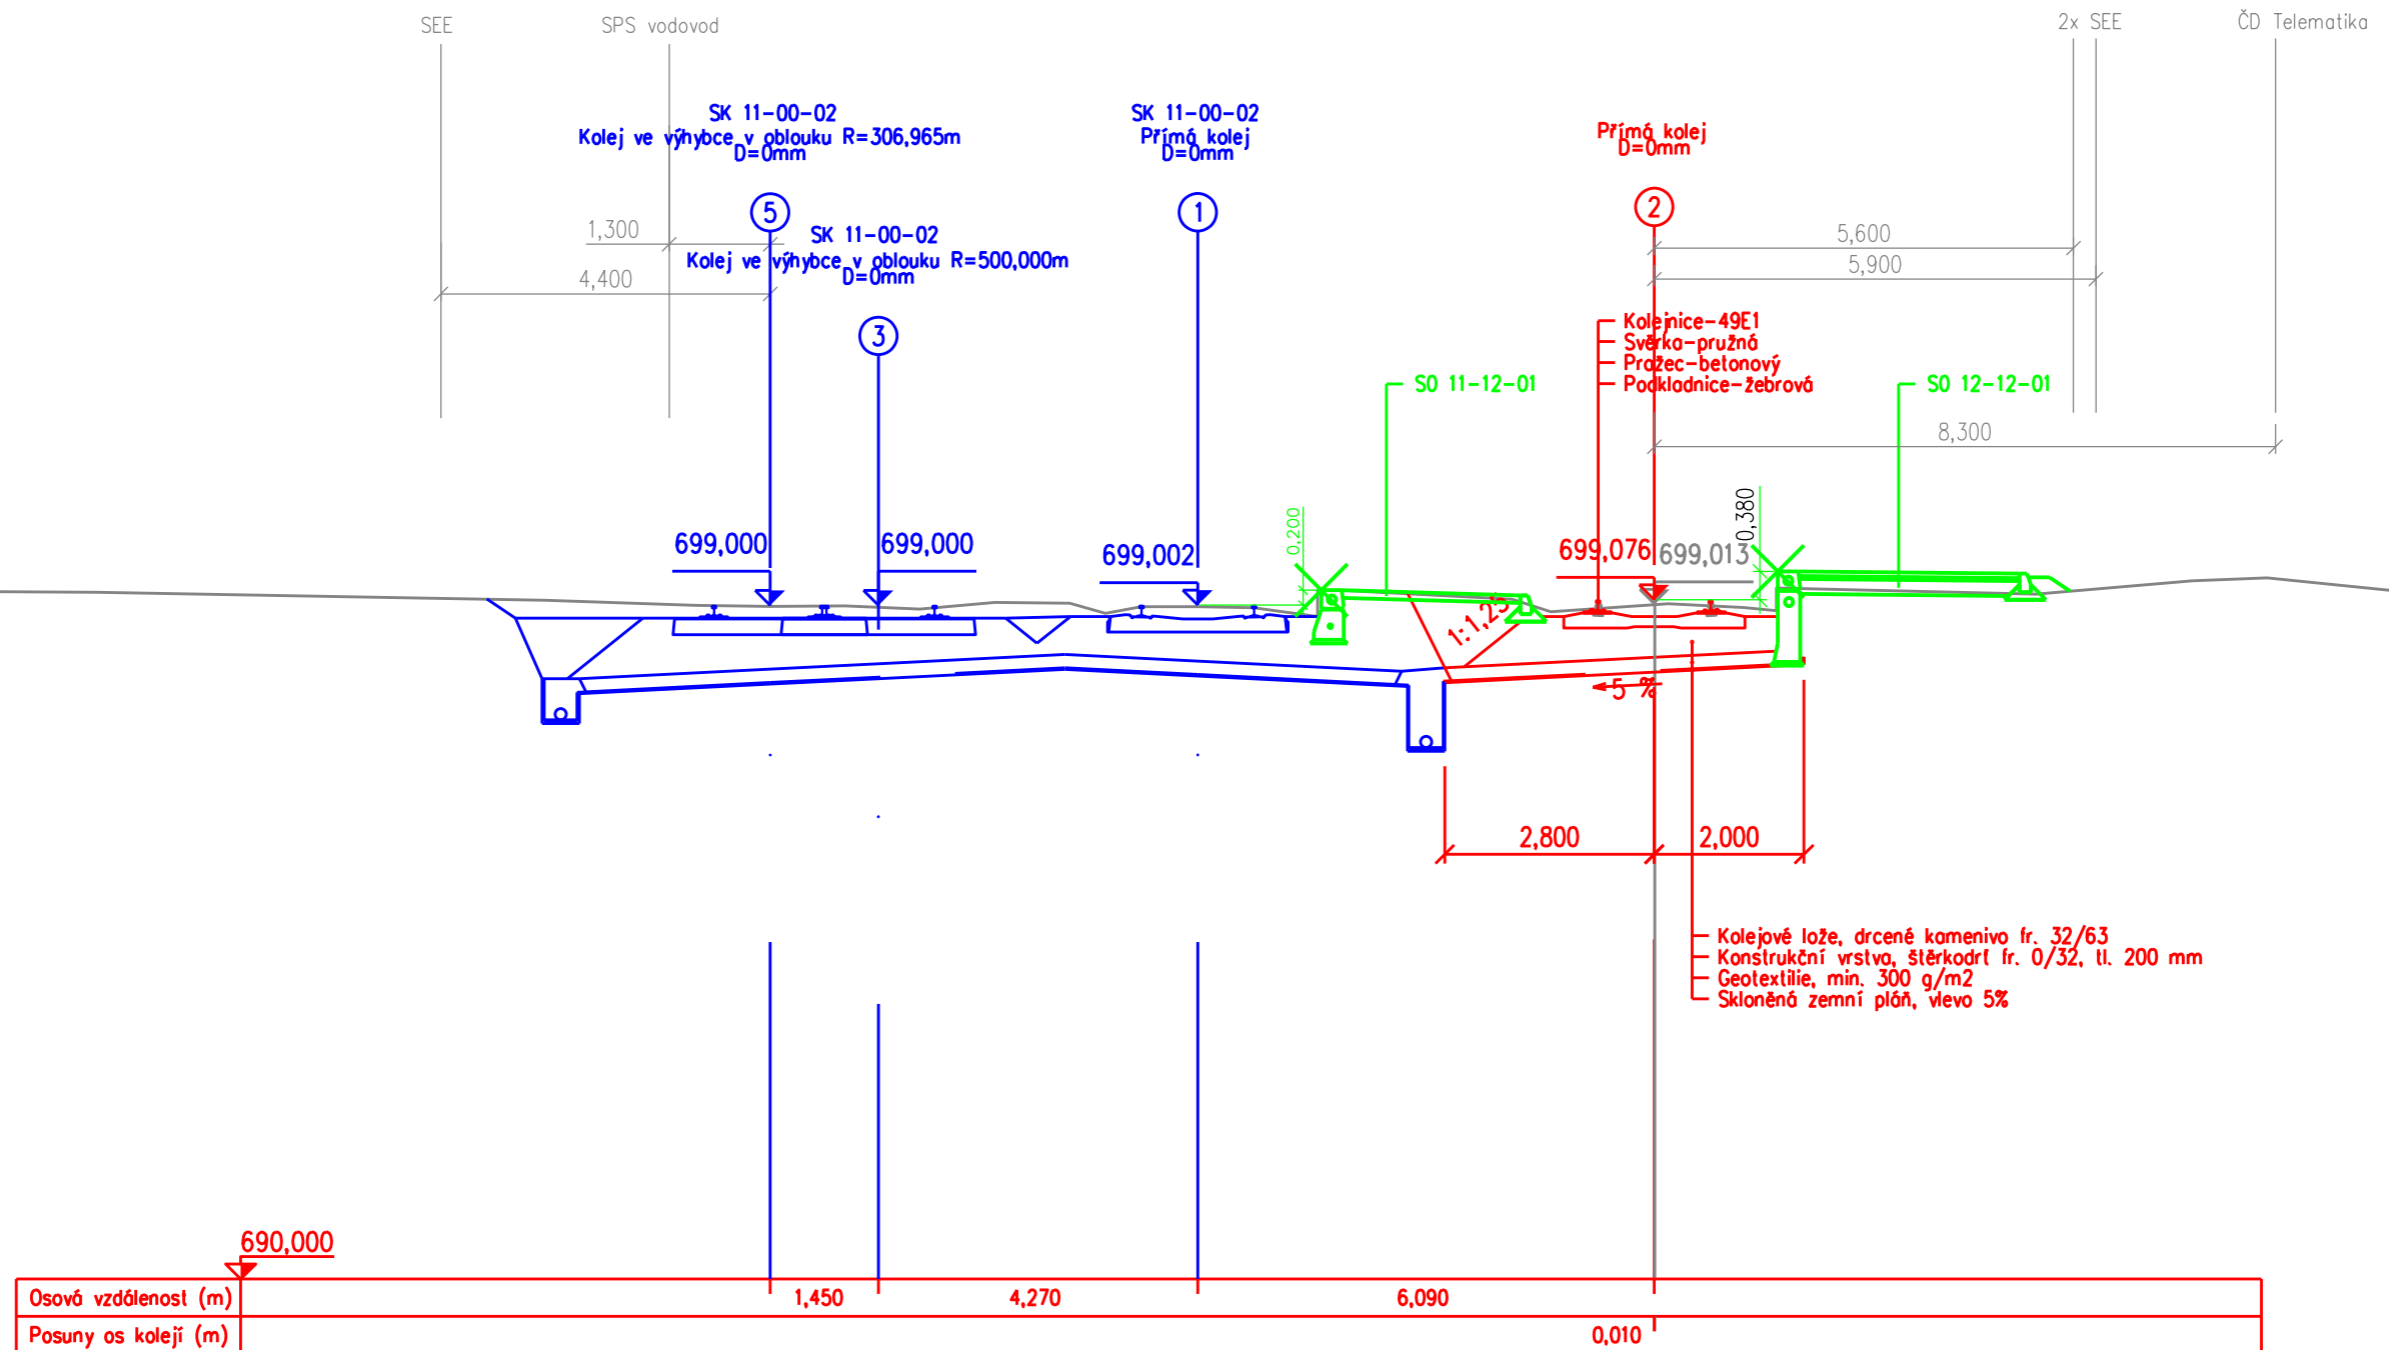 SEE
SPS vodovod
2x SEE
ČD Telematika
SK 11-00-02
Kolej ve výhybce v oblouku R=306,965m
D=0mm
SK 11-00-02
Přímá kolej
D=0mm
Přímá kolej
D=0mm
5
1
2
1,300
4,400
SK 11-00-02
Kolej ve výhybce v oblouku R=500,000m
D=0mm
3
5,600
5,900
8,300
Kolejnice-49E1
Svěrka-pružná
Pražec-betonový
Podkladnice-žebrová
SO 11-12-01
SO 12-12-01
699,000
699,000
699,002
0,200
699,076
699,013
0,380
1:1,25
5 %
2,800
2,000
Kolejové lože, drcené kamenivo fr. 32/63
Konstrukční vrstva, štěrkodrť fr. 0/32, tl. 200 mm
Geotextilie, min. 300 g/m2
Skloněná zemní pláň, vlevo 5%
690,000
Osová vzdálenost (m)
1,450
4,270
6,090
Posuny os kolejí (m)
0,010